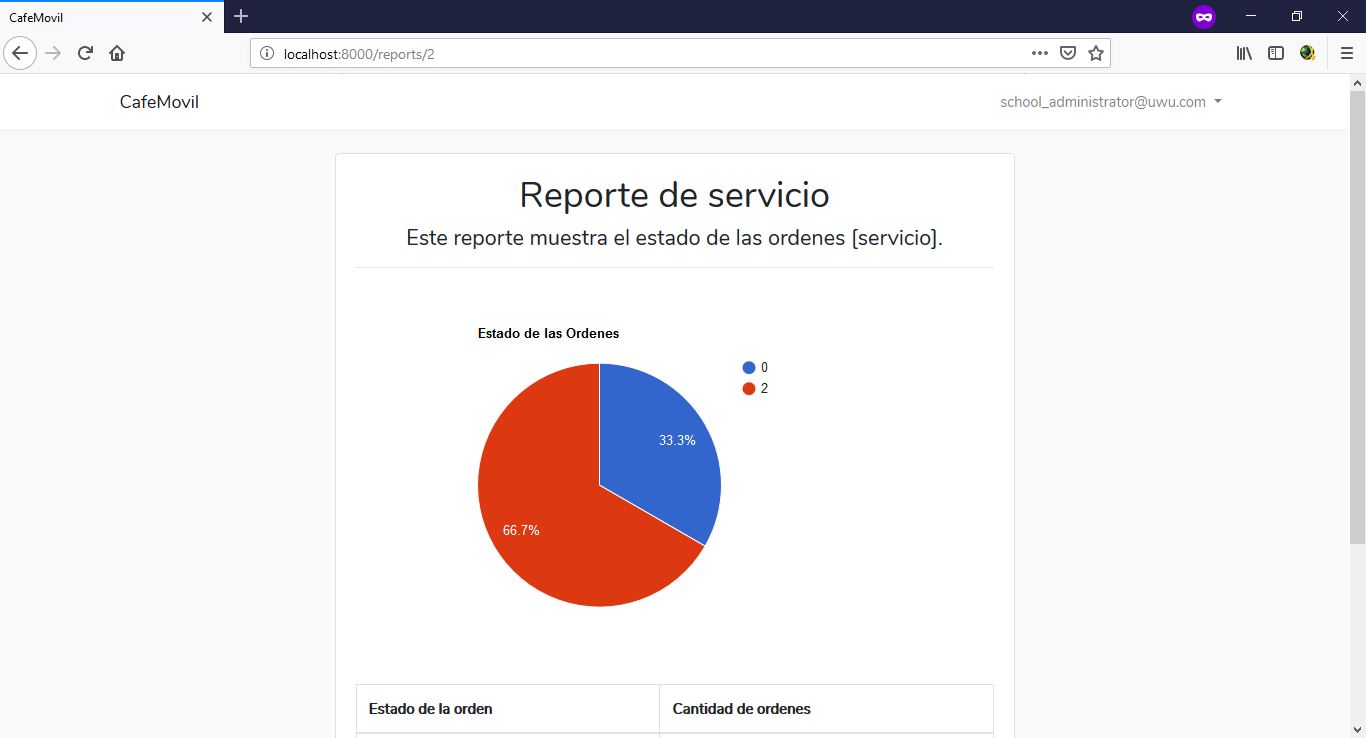 CafeMovil
localhost:8000/reports/2
CafeMovil
school_administrator@uwu.com
Reporte de servicio
Este reporte muestra el estado de las ordenes [servicio].
Estado de las Ordenes
0
2
33.3%
66.7%
Estado de la orden Cantidad de ordenes